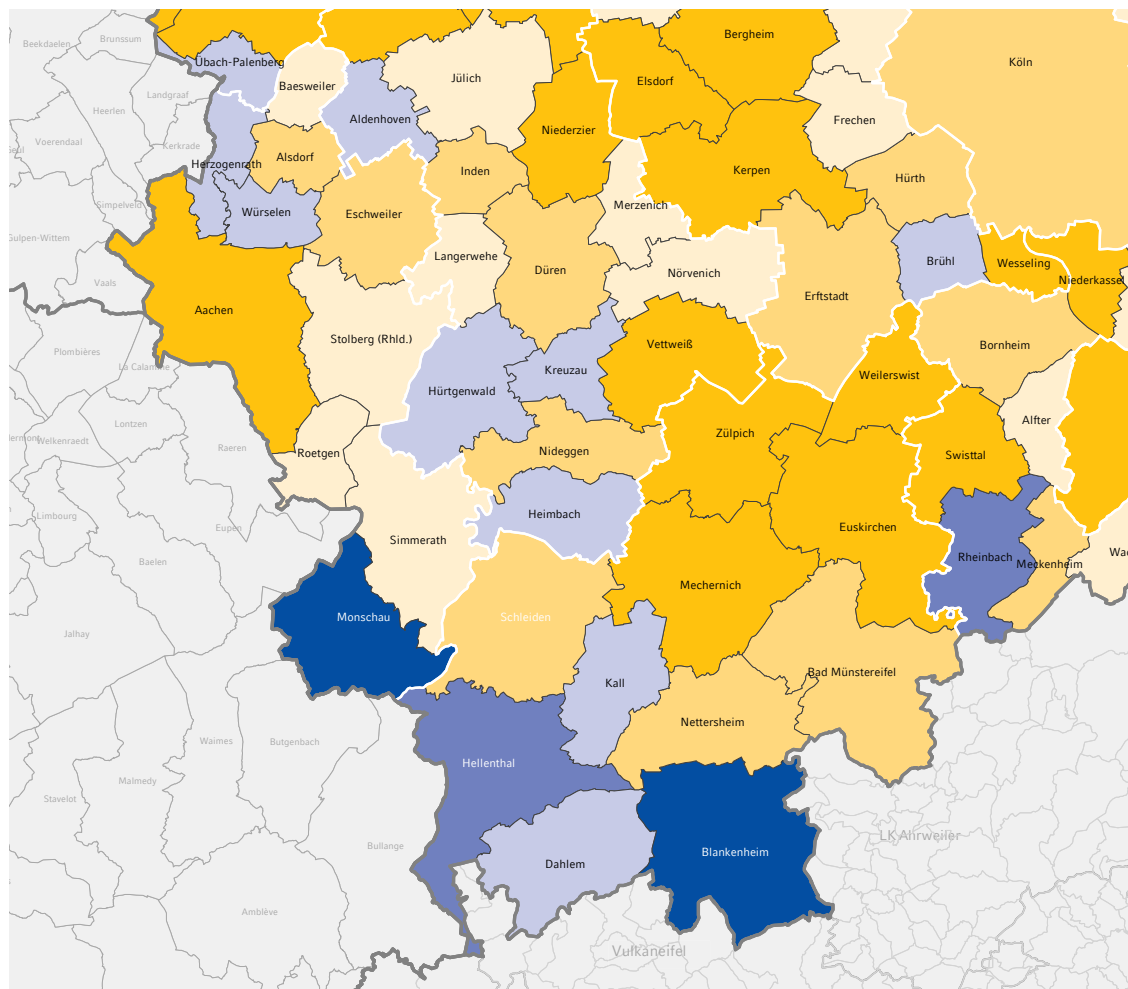 Brunssum
Beekdaelen
Bergheim
Übach-Palenberg
Köln
Jülich
Elsdorf
Baesweiler
Landgraaf
Heerlen
Aldenhoven
Frechen
Niederzier
Voerendaal
Kerkrade
Alsdorf
Herzogenrath
Inden
Kerpen
Hürth
Simpelveld
Merzenich
Würselen
Eschweiler
Gulpen-Wittem
Langerwehe
Brühl
Wesseling
Düren
Nörvenich
Vaals
Niederkassel
Erftstadt
Aachen
Stolberg (Rhld.)
Vettweiß
Bornheim
Plombières
La Calamine
Kreuzau
Weilerswist
Hürtgenwald
Alfter
Lontzen
Zülpich
Welkenraedt
Raeren
Roetgen
Nideggen
Swisttal
Limbourg
Heimbach
Eupen
Euskirchen
Simmerath
Baelen
Rheinbach
Meckenheim
Mechernich
Monschau
Schleiden
Jalhay
Bad Münstereifel
Kall
Nettersheim
Waimes
Butgenbach
Hellenthal
Malmedy
Stavelot
LK Ahrweiler
Bullange
Blankenheim
Dahlem
Amblève
Vulkaneifel